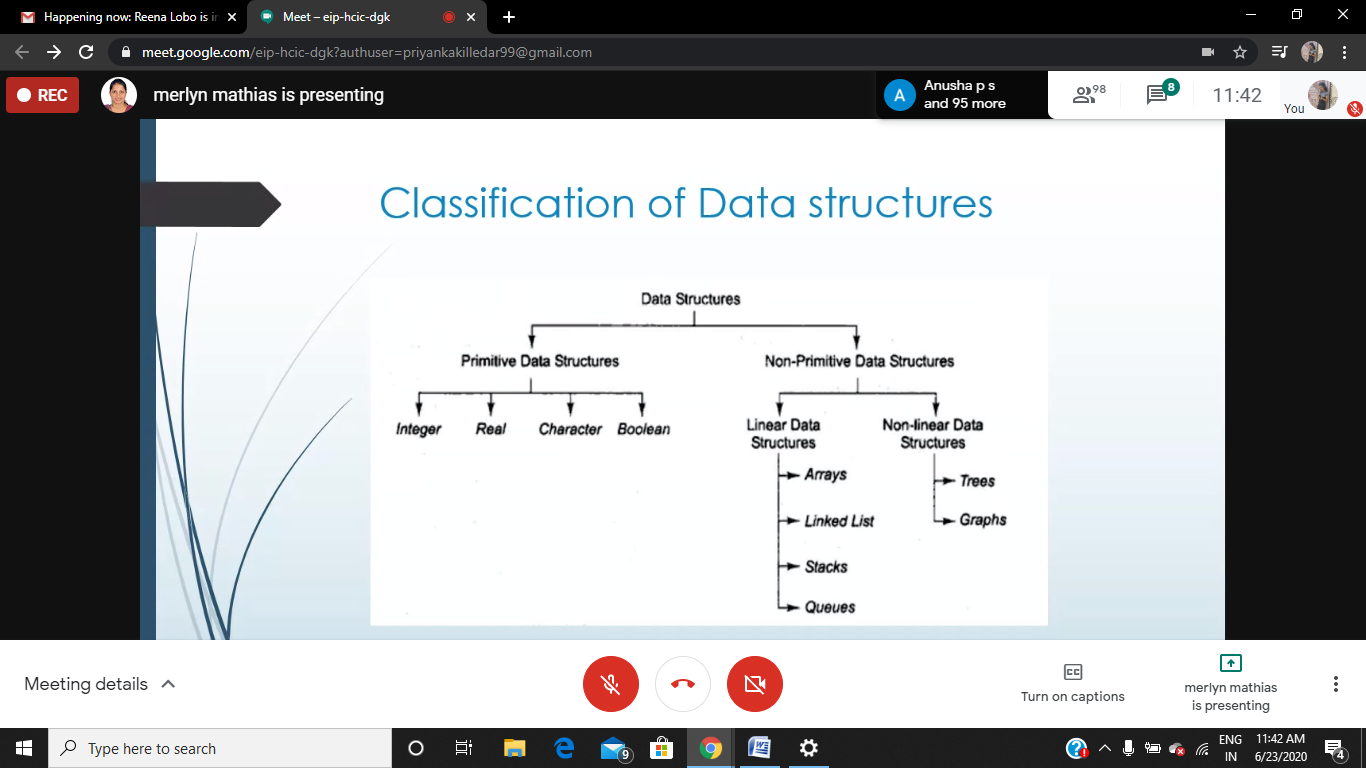 Happening now: Reena Lobo is in
Meet – eip-hcic-dgk
meet.google.com/eip-hcic-dgk?authuser=priyankakilledar99@gmail.com
REC
merlyn mathias is presenting
A
Anusha p s
and 95 more
98
8
11:42
You
Classification of Data structures
Data Structures
Primitive Data Structures
Non-Primitive Data Structures
Integer
Real
Character
Boolean
Linear Data
Structures
Non-linear Data
Structures
Arrays
Linked List
Stacks
Queues
Trees
Graphs
Meeting details
CC
Turn on captions
merlyn mathias
is presenting
Type here to search
9
W
ENG
IN
11:42 AM
6/23/2020
4